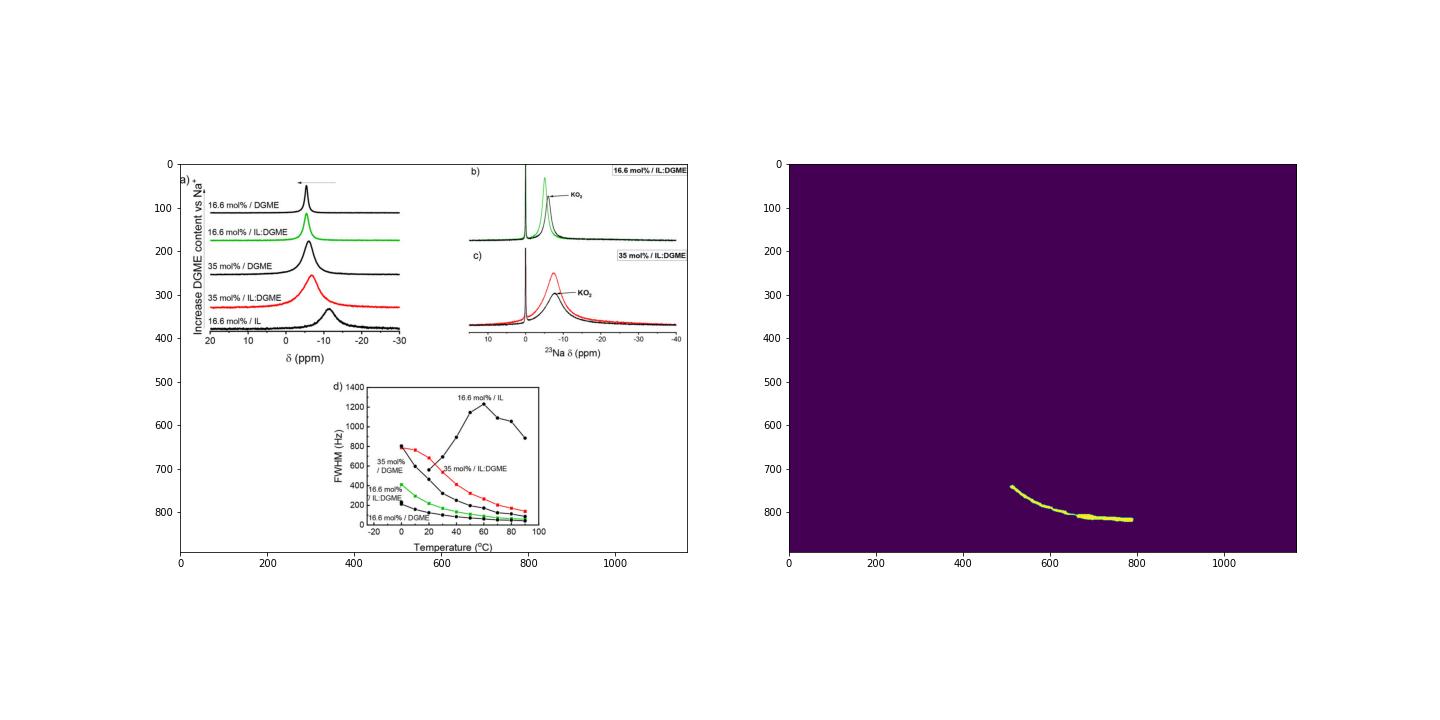 0
100
200
300
400
500
600
700
800
0
200
400
600
800
1000
a)
Increase DGME content vs Na+
16.6 mol% / DGME
16.6 mol% / IL:DGME
35 mol% / DGME
35 mol% / IL:DGME
16.6 mol% / IL
20 10 0 -10 -20 -30
δ (ppm)
b)
16.6 mol% / IL:DGME
KO2
c)
35 mol% / IL:DGME
KO2
10 0 -10 -20 -30 -40
23Na δ (ppm)
d)
1400
1200
1000
800
600
400
200
0
FWHM (Hz)
16.6 mol% / IL
35 mol%
/ DGME
35 mol% / IL:DGME
16.6 mol%
/ IL:DGME
16.6 mol% / DGME
-20 0 20 40 60 80 100
Temperature (°C)
0
100
200
300
400
500
600
700
800
0
200
400
600
800
1000